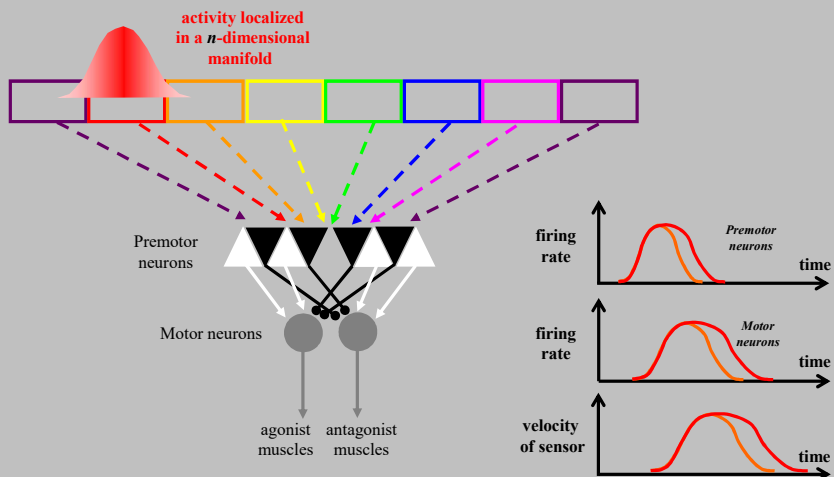 activity localized
in a n-dimensional
manifold
Premotor
neurons
Motor neurons
agonist
muscles
antagonist
muscles
firing
rate
Premotor
neurons
time
firing
rate
Motor
neurons
time
velocity
of sensor
time